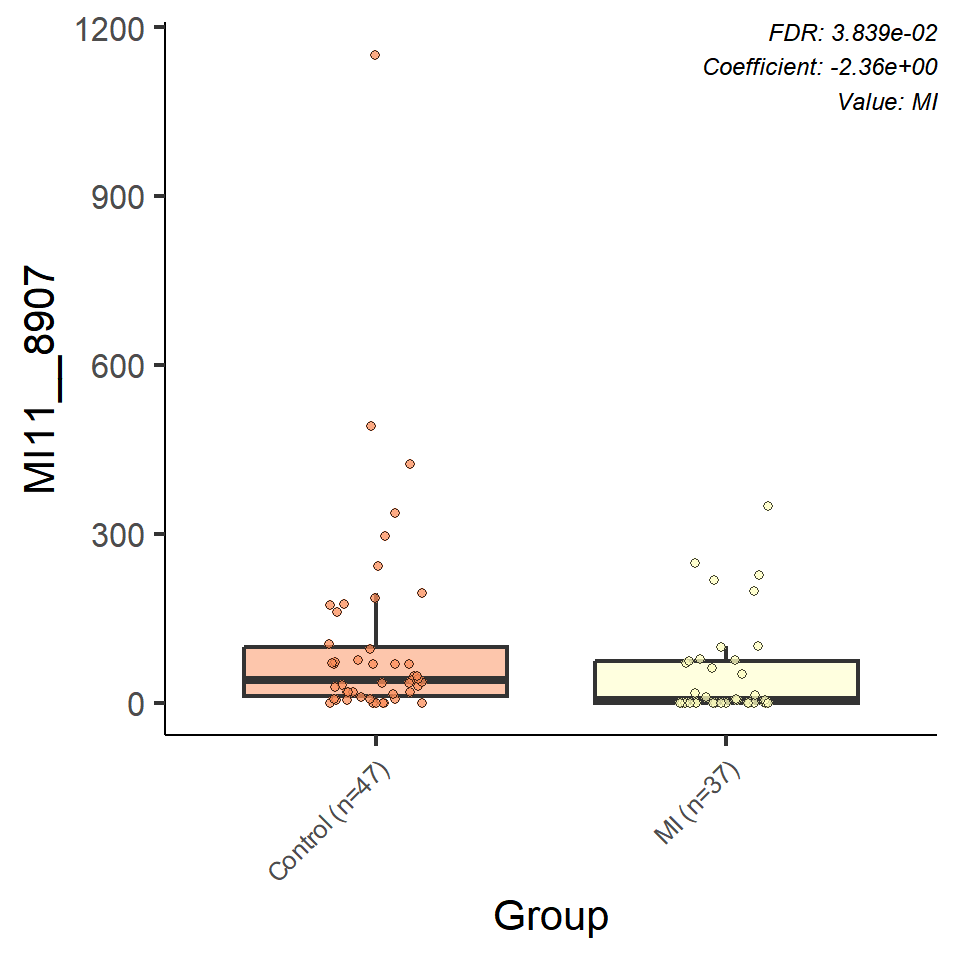 FDR: 3.839e-02
Coefficient: -2.36e+00
Value: MI
1200
900
600
300
0
MI11__8907
Control (n=47)
MI (n=37)
Group